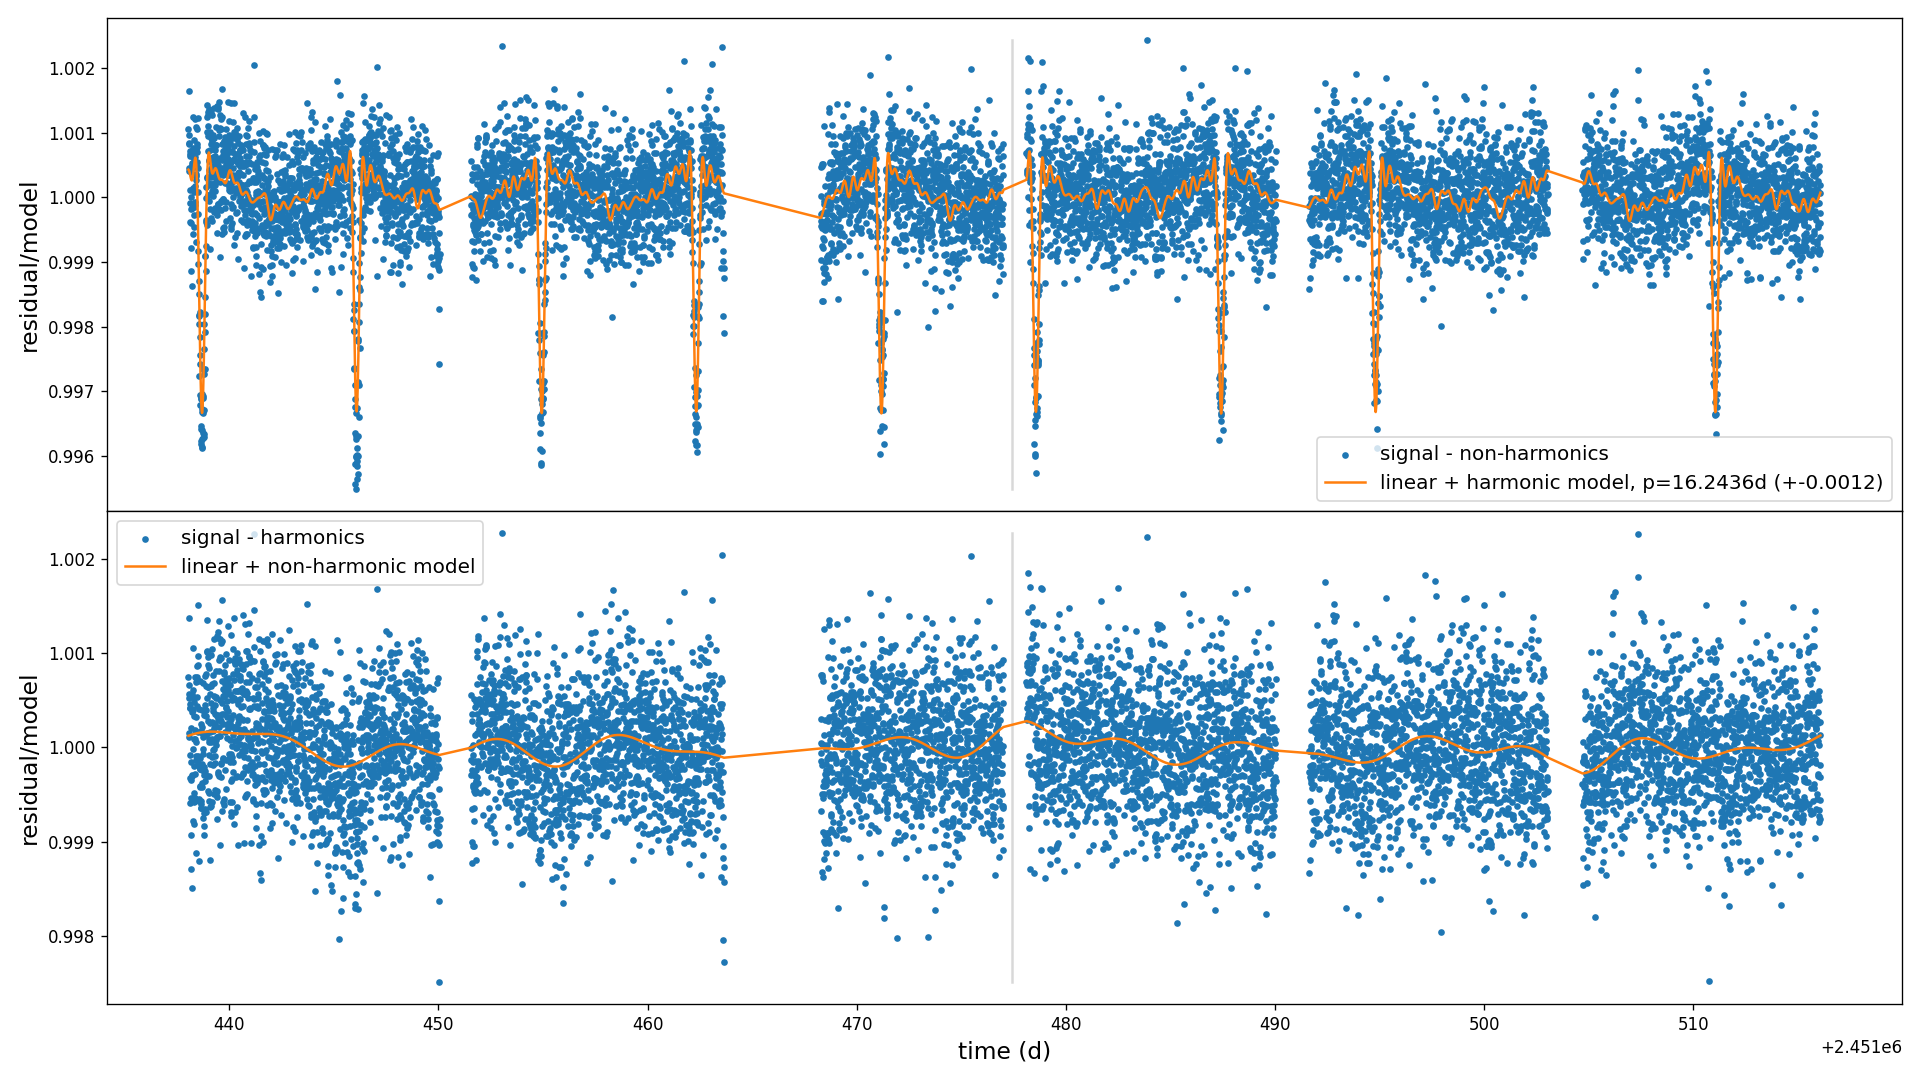 1.002
1.001
1.000
0.999
0.998
0.997
0.996
residual/model
signal - non-harmonics
linear + harmonic model, p=16.2436d (+-0.0012)
signal - harmonics
linear + non-harmonic model
1.002
1.001
1.000
0.999
0.998
residual/model
440 450 460 470 480 490 500 510
time (d)
+2.451e6